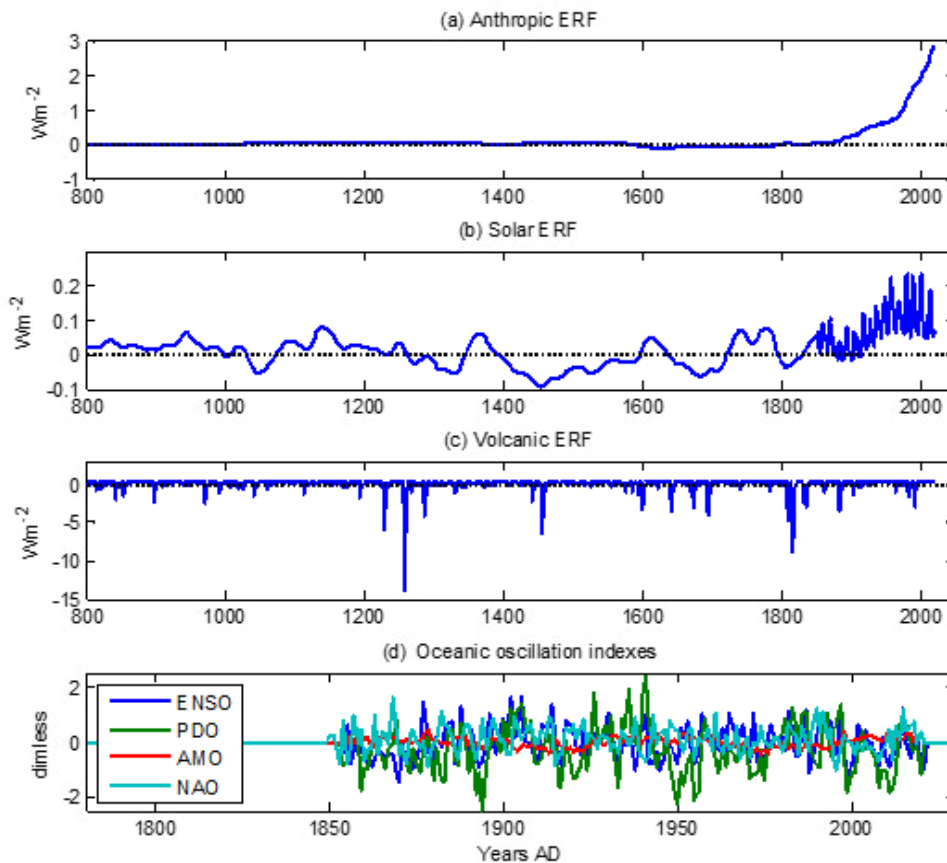 (a) Anthropic ERF
3
2
1
0
-1
Wm-2
800 1000 1200 1400 1600 1800 2000
(b) Solar ERF
0.2
0.1
0
-0.1
Wm-2
800 1000 1200 1400 1600 1800 2000
(c) Volcanic ERF
0
-5
-10
-15
Wm-2
800 1000 1200 1400 1600 1800 2000
(d) Oceanic oscillation indexes
2
0
-2
dimless
ENSO
PDO
AMO
NAO
1800 1850 1900 1950 2000
Years AD